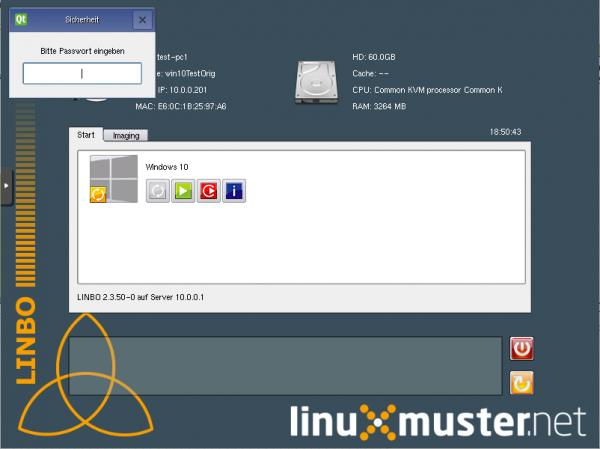 Sicherheit
Bitte Passwort eingeben
test-pc1
e: win10TestOrig
IP: 10.0.0.201
MAC: E6:0C:1B:25:97:A6
HD: 60.0GB
Cache: --
CPU: Common KVM processor Common K
RAM: 3264 MB
Start
Imaging
18:50:43
Windows 10
LINBO 2.3.50-0 auf Server 10.0.0.1
LINBO
linuxmuster.net
Qt